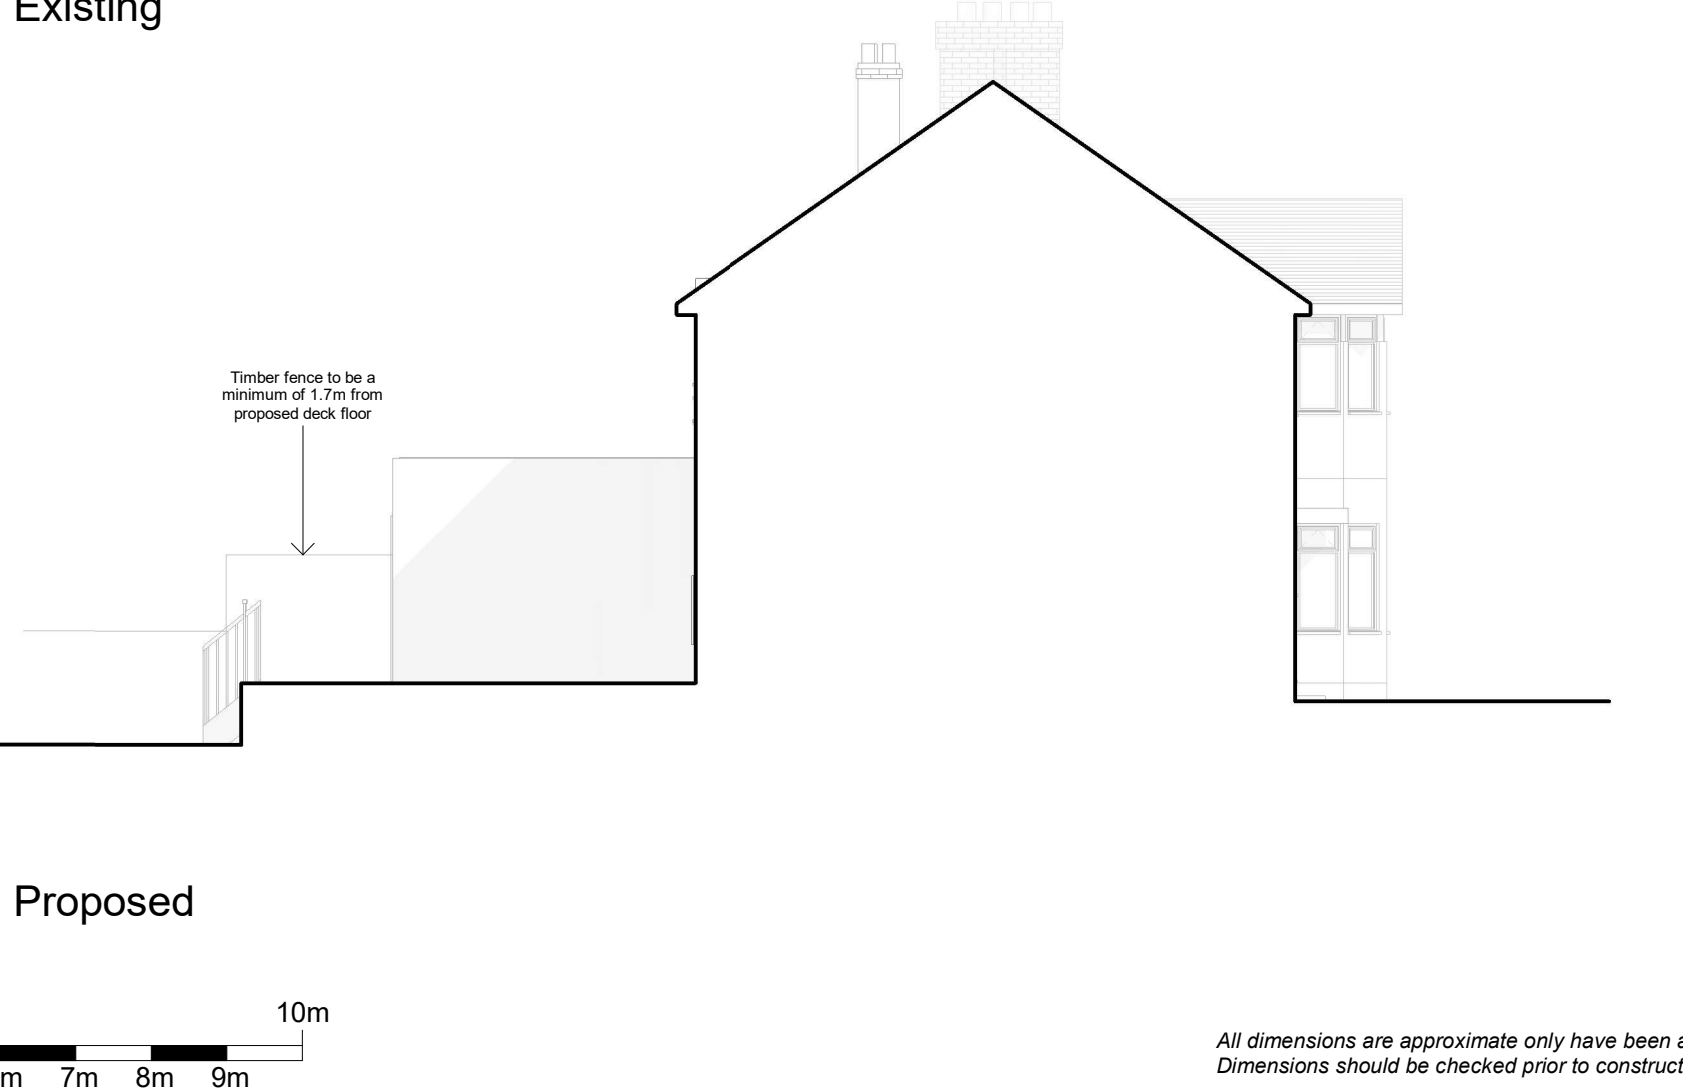 Existing
Timber fence to be a
minimum of 1.7m from
proposed deck floor
Proposed
10m
m 7m 8m 9m
All dimensions are approximate only have been
Dimensions should be checked prior to